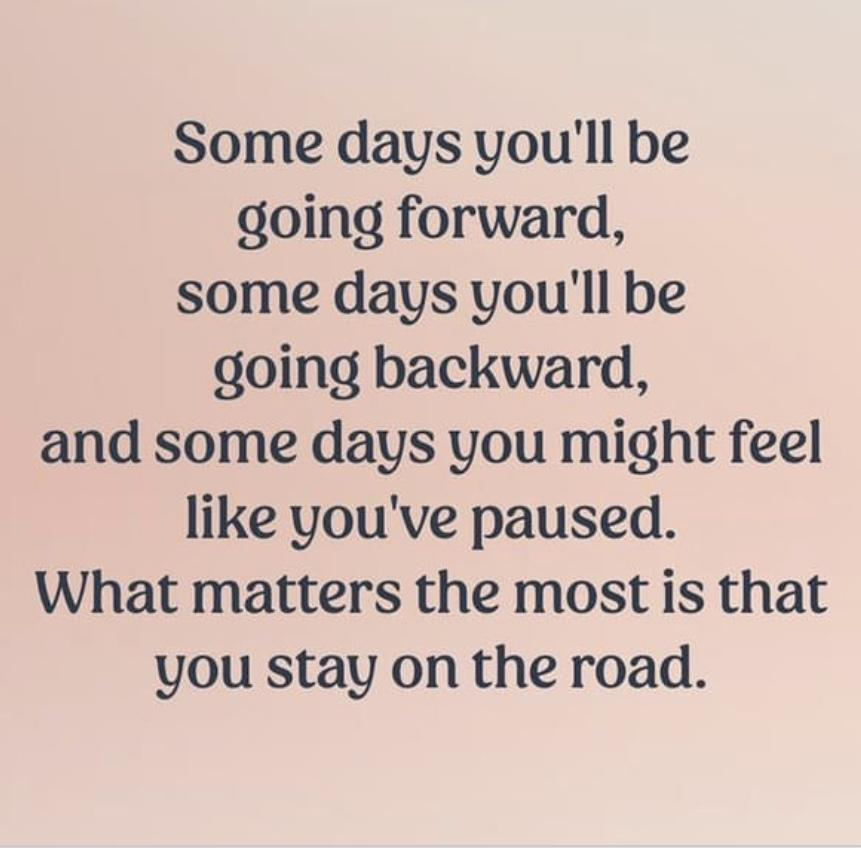 Some days you'll be
going forward,
some days you'll be
going backward,
and some days you might feel
like you've paused.
What matters the most is that
you stay on the road.